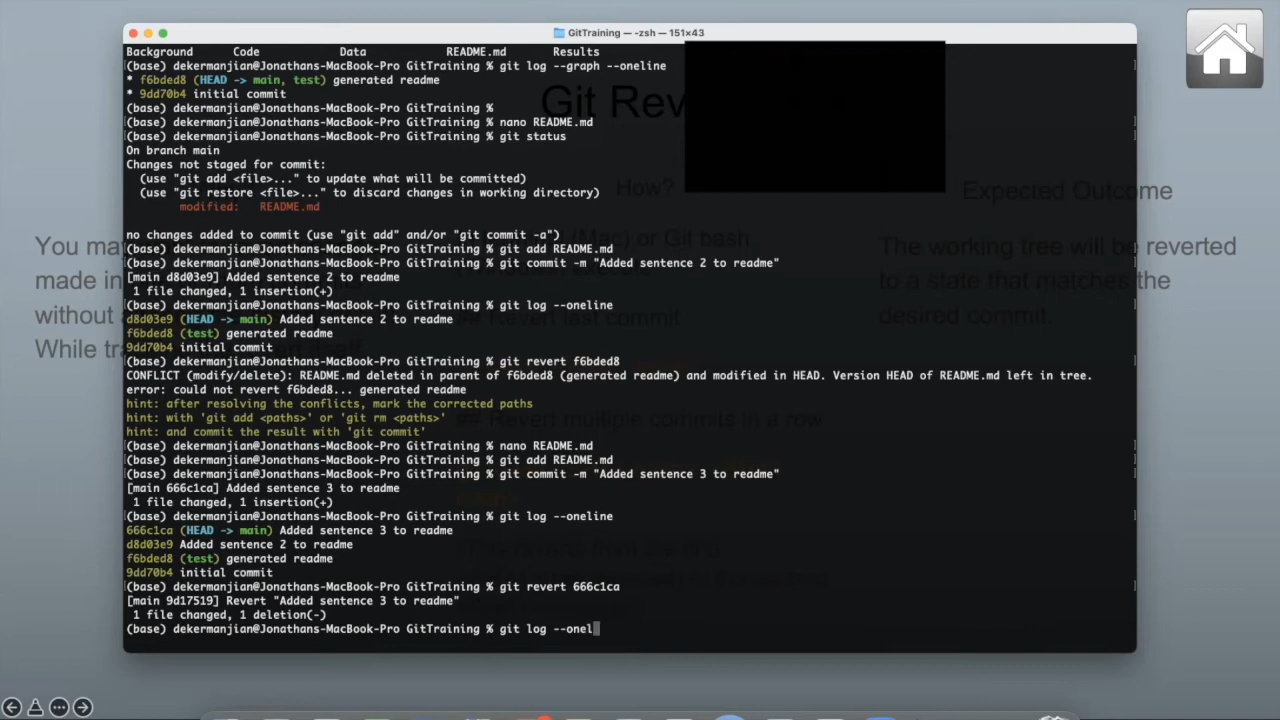 GitTraining — -zsh — 151×43
Background Code Data README.md Results
(base) dekermanjian@Jonathans-MacBook-Pro GitTraining % git log --graph --oneline
* f6bded8 (HEAD -> main, test) generated readme
* 9dd70b4 initial commit
(base) dekermanjian@Jonathans-MacBook-Pro GitTraining %
(base) dekermanjian@Jonathans-MacBook-Pro GitTraining % nano README.md
(base) dekermanjian@Jonathans-MacBook-Pro GitTraining % git status
On branch main
Changes not staged for commit:
(use "git add <file>..." to update what will be committed)
(use "git restore <file>..." to discard changes in working directory)
modified: README.md
no changes added to commit (use "git add" and/or "git commit -a")
(base) dekermanjian@Jonathans-MacBook-Pro GitTraining % git add README.md
(base) dekermanjian@Jonathans-MacBook-Pro GitTraining % git commit -m "Added sentence 2 to readme"
[main d8d03e9] Added sentence 2 to readme
1 file changed, 1 insertion(+)
(base) dekermanjian@Jonathans-MacBook-Pro GitTraining % git log --oneline
d8d03e9 (HEAD -> main) Added sentence 2 to readme
f6bded8 (test) generated readme
9dd70b4 initial commit
(base) dekermanjian@Jonathans-MacBook-Pro GitTraining % git revert f6bded8
CONFLICT (modify/delete): README.md deleted in parent of f6bded8 (generated readme) and modified in HEAD. Version HEAD of README.md left in tree.
error: could not revert f6bded8... generated readme
hint: after resolving the conflicts, mark the corrected paths
hint: with 'git add <paths>' or 'git rm <paths>'
hint: and commit the result with 'git commit'
(base) dekermanjian@Jonathans-MacBook-Pro GitTraining % nano README.md
(base) dekermanjian@Jonathans-MacBook-Pro GitTraining % git add README.md
(base) dekermanjian@Jonathans-MacBook-Pro GitTraining % git commit -m "Added sentence 3 to readme"
[main 666c1ca] Added sentence 3 to readme
1 file changed, 1 insertion(+)
(base) dekermanjian@Jonathans-MacBook-Pro GitTraining % git log --oneline
666c1ca (HEAD -> main) Added sentence 3 to readme
d8d03e9 Added sentence 2 to readme
f6bded8 (test) generated readme
9dd70b4 initial commit
(base) dekermanjian@Jonathans-MacBook-Pro GitTraining % git revert 666c1ca
[main 9d17519] Revert "Added sentence 3 to readme"
1 file changed, 1 deletion(-)
(base) dekermanjian@Jonathans-MacBook-Pro GitTraining % git log --onel
Git Rev
You ma
made in
without a
While tra
How?
(Mac) or Git bash
## Revert last commit
## Revert multiple commits in a row
Expected Outcome
The working tree will be reverted
to a state that matches the
desired commit.